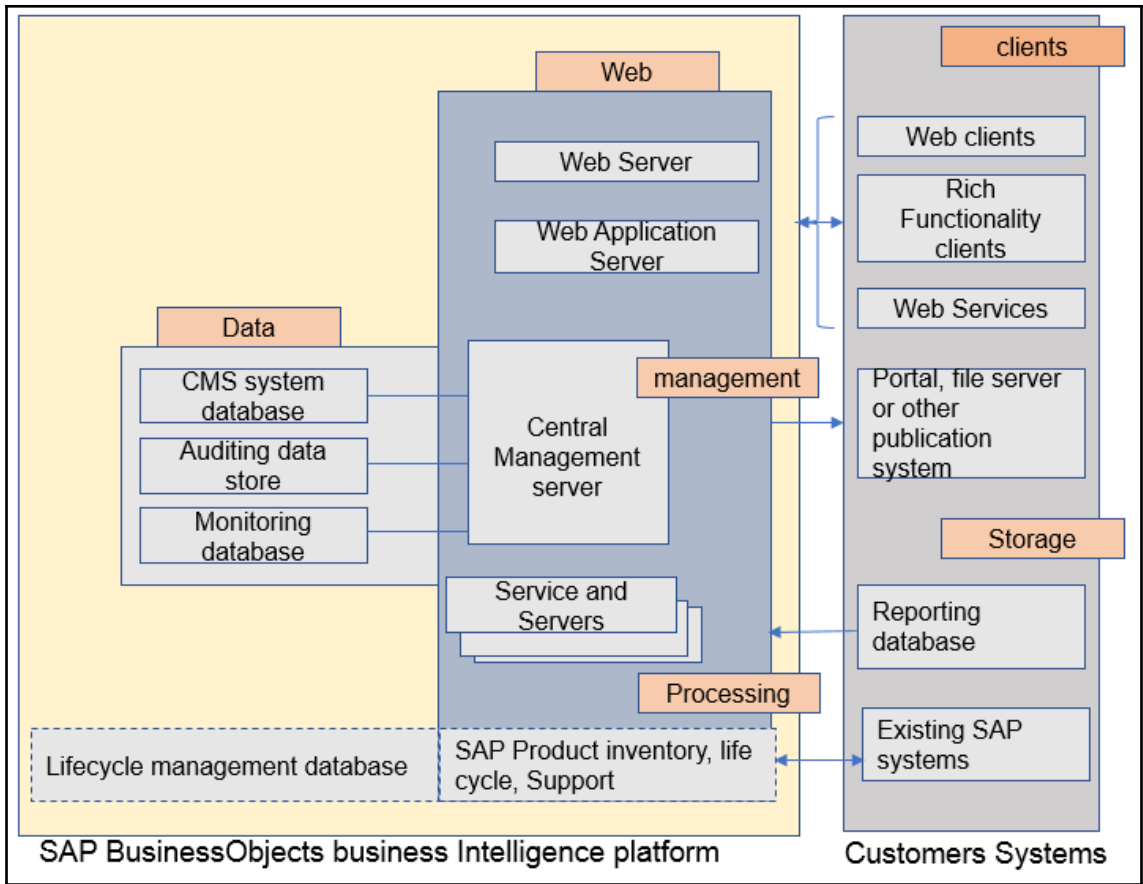 clients
Web
Web clients
Web Server
Rich
Functionality
clients
Web Application
Server
Web Services
Data
CMS system
database
Auditing data
store
Monitoring
database
management
Central
Management
server
Portal, file server
or other
publication
system
Storage
Service and
Servers
Reporting
database
Processing
Lifecycle management database
SAP Product inventory, life
cycle, Support
Existing SAP
systems
SAP BusinessObjects business Intelligence platform
Customers Systems